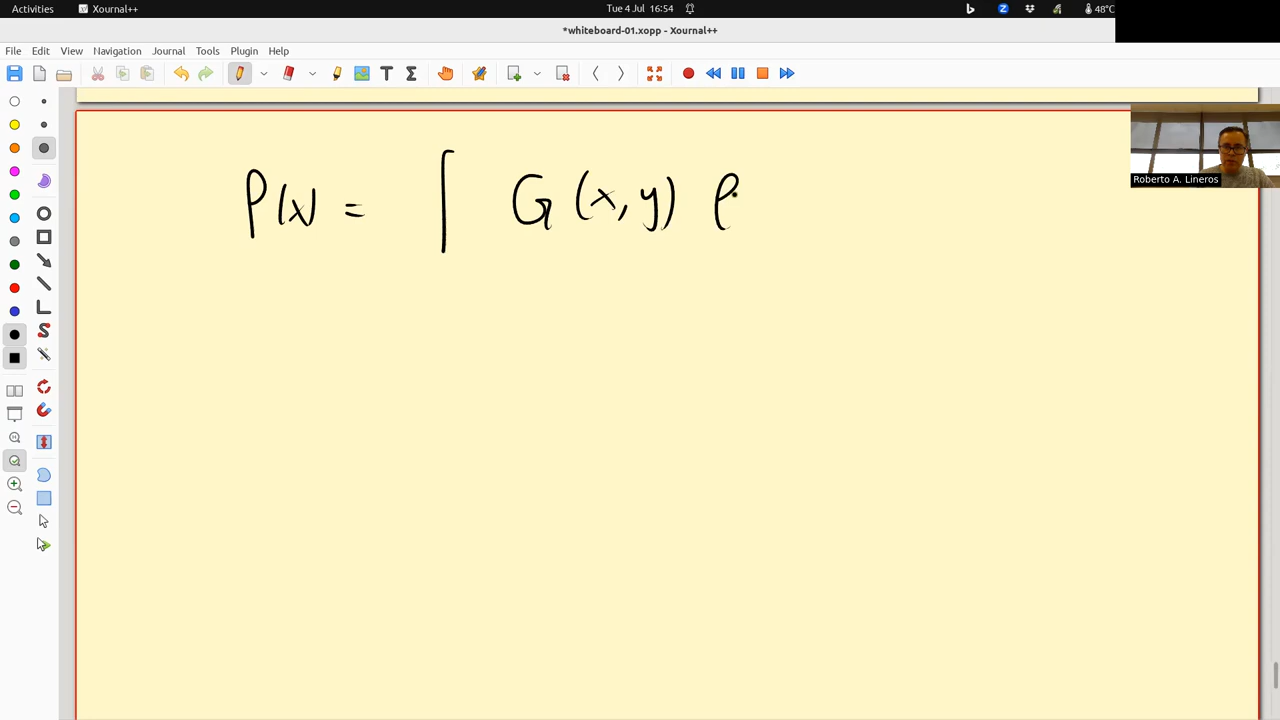 Activities Xournal++ Tue 4 Jul 16:54 48°C
*whiteboard-01.xopp - Xournal++
File Edit View Navigation Journal Tools Plugin Help
P(x) = ∫ G(x,y) ρ
Roberto A. Lineros